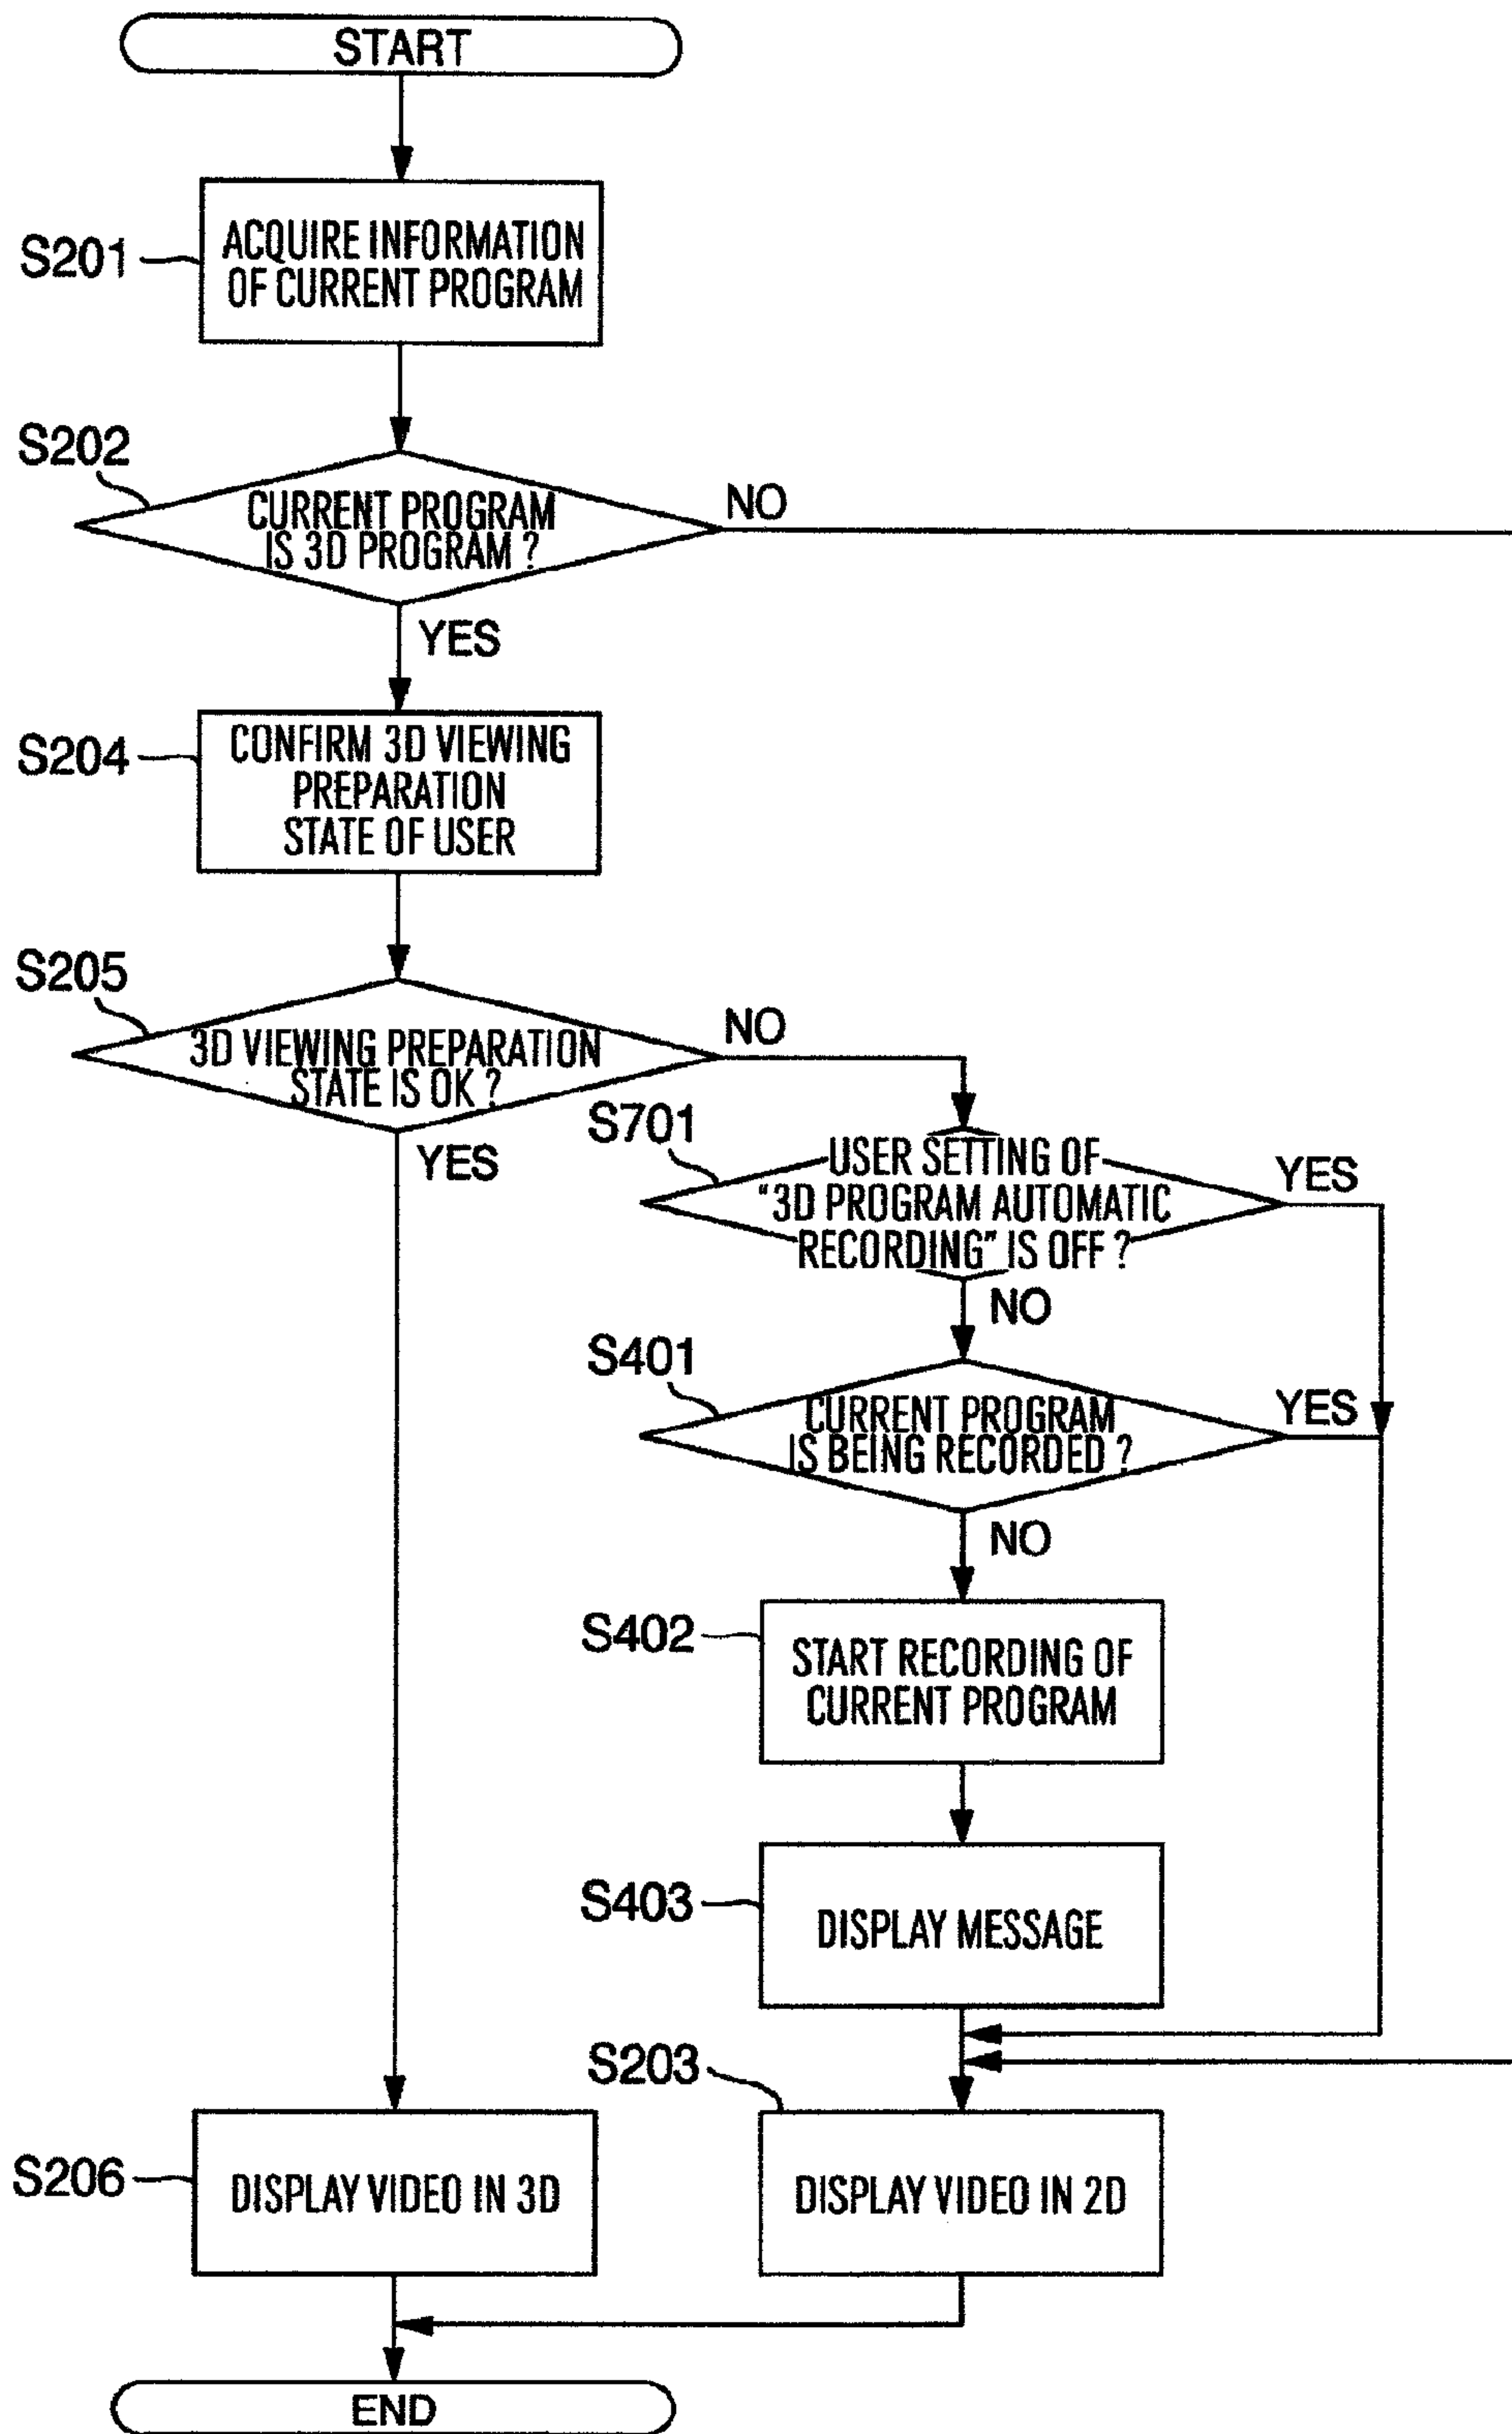 START
S201
ACQUIRE INFORMATION
OF CURRENT PROGRAM
S202
CURRENT PROGRAM
IS 3D PROGRAM ?
NO
YES
S204
CONFIRM 3D VIEWING
PREPARATION
STATE OF USER
S205
3D VIEWING PREPARATION
STATE IS OK ?
NO
YES
S701
USER SETTING OF
"3D PROGRAM AUTOMATIC
RECORDING" IS OFF ?
YES
NO
S401
CURRENT PROGRAM
IS BEING RECORDED ?
YES
NO
S402
START RECORDING OF
CURRENT PROGRAM
S403
DISPLAY MESSAGE
S203
S206
DISPLAY VIDEO IN 3D
DISPLAY VIDEO IN 2D
END